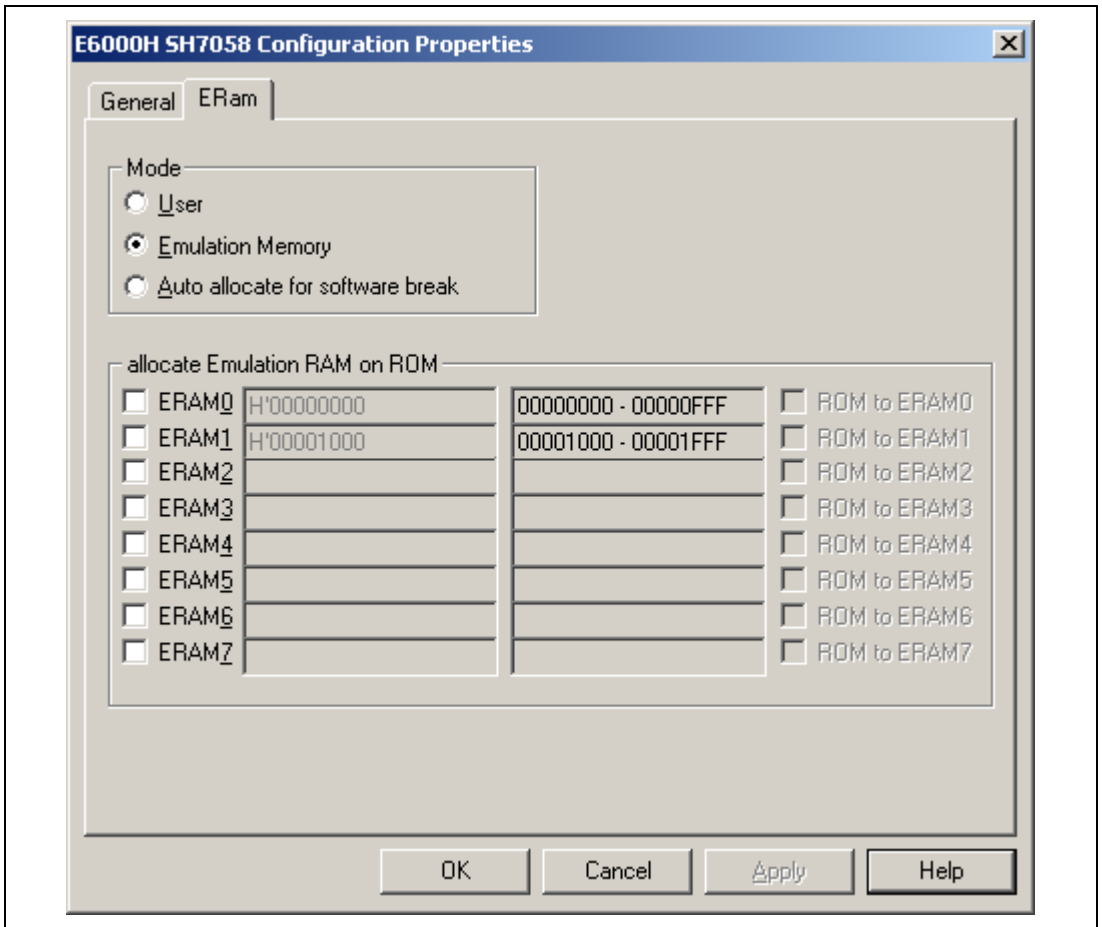 E6000H SH7058 Configuration Properties
General ERam
Mode
User
Emulation Memory
Auto allocate for software break
allocate Emulation RAM on ROM
ERAM0 H'00000000 00000000 - 00000FFF ROM to ERAM0
ERAM1 H'00001000 00001000 - 00001FFF ROM to ERAM1
ERAM2 ROM to ERAM2
ERAM3 ROM to ERAM3
ERAM4 ROM to ERAM4
ERAM5 ROM to ERAM5
ERAM6 ROM to ERAM6
ERAM7 ROM to ERAM7
OK Cancel Apply Help